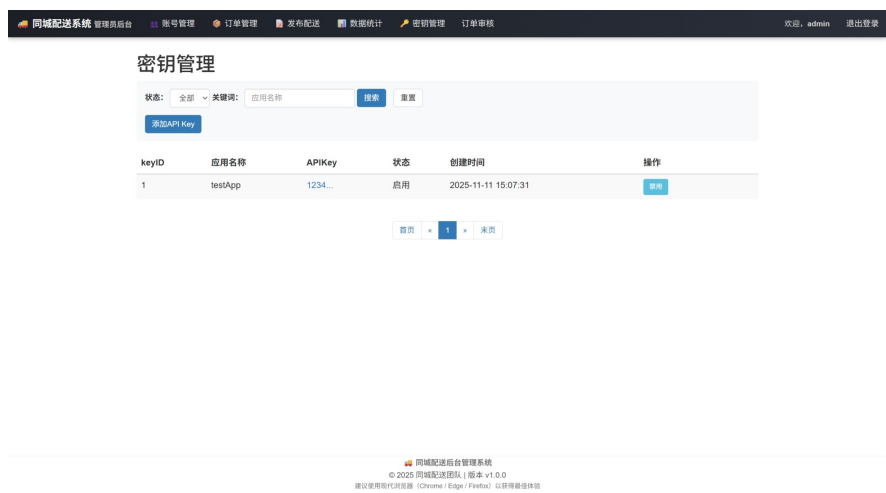 同城配送系统 管理员后台 账号管理 订单管理 发布配送 数据统计 密钥管理 订单审核 欢迎，admin 退出登录
密钥管理
状态： 全部 关键词： 应用名称 搜索 重置
添加API Key
keyID 应用名称 APIKey 状态 创建时间 操作
1 testApp 1234... 启用 2025-11-11 15:07:31 禁用
首页 « 1 » 末页
同城配送后台管理系统
© 2025 同城配送团队 | 版本 v1.0.0
建议使用现代浏览器（Chrome / Edge / Firefox）以获得最佳体验